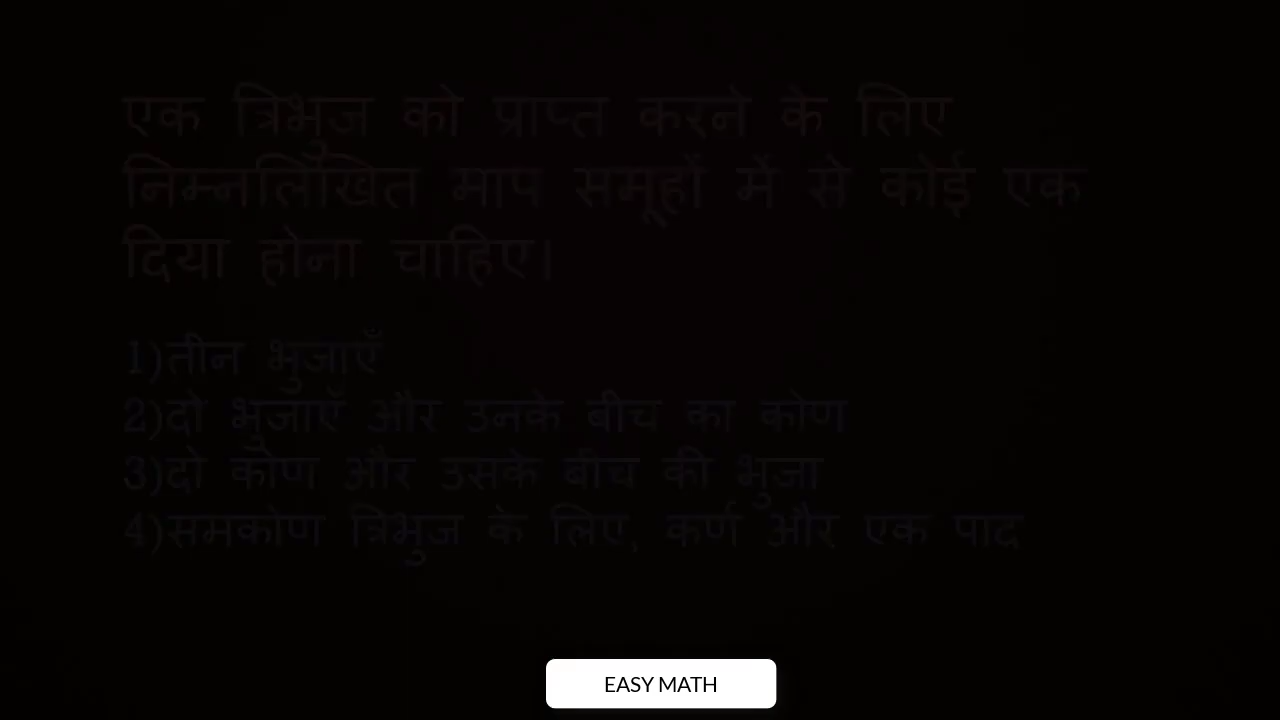 एक त्रिभुज को प्राप्त करने के लिए
निम्नलिखित माप समूहों में से कोई एक
दिया होना चाहिए।
1)तीन भुजाएँ
2)दो भुजाएँ और उनके बीच का कोण
3)दो कोण और उसके बीच की भुजा
4)समकोण त्रिभुज के लिए, कर्ण और एक पाद
EASY MATH